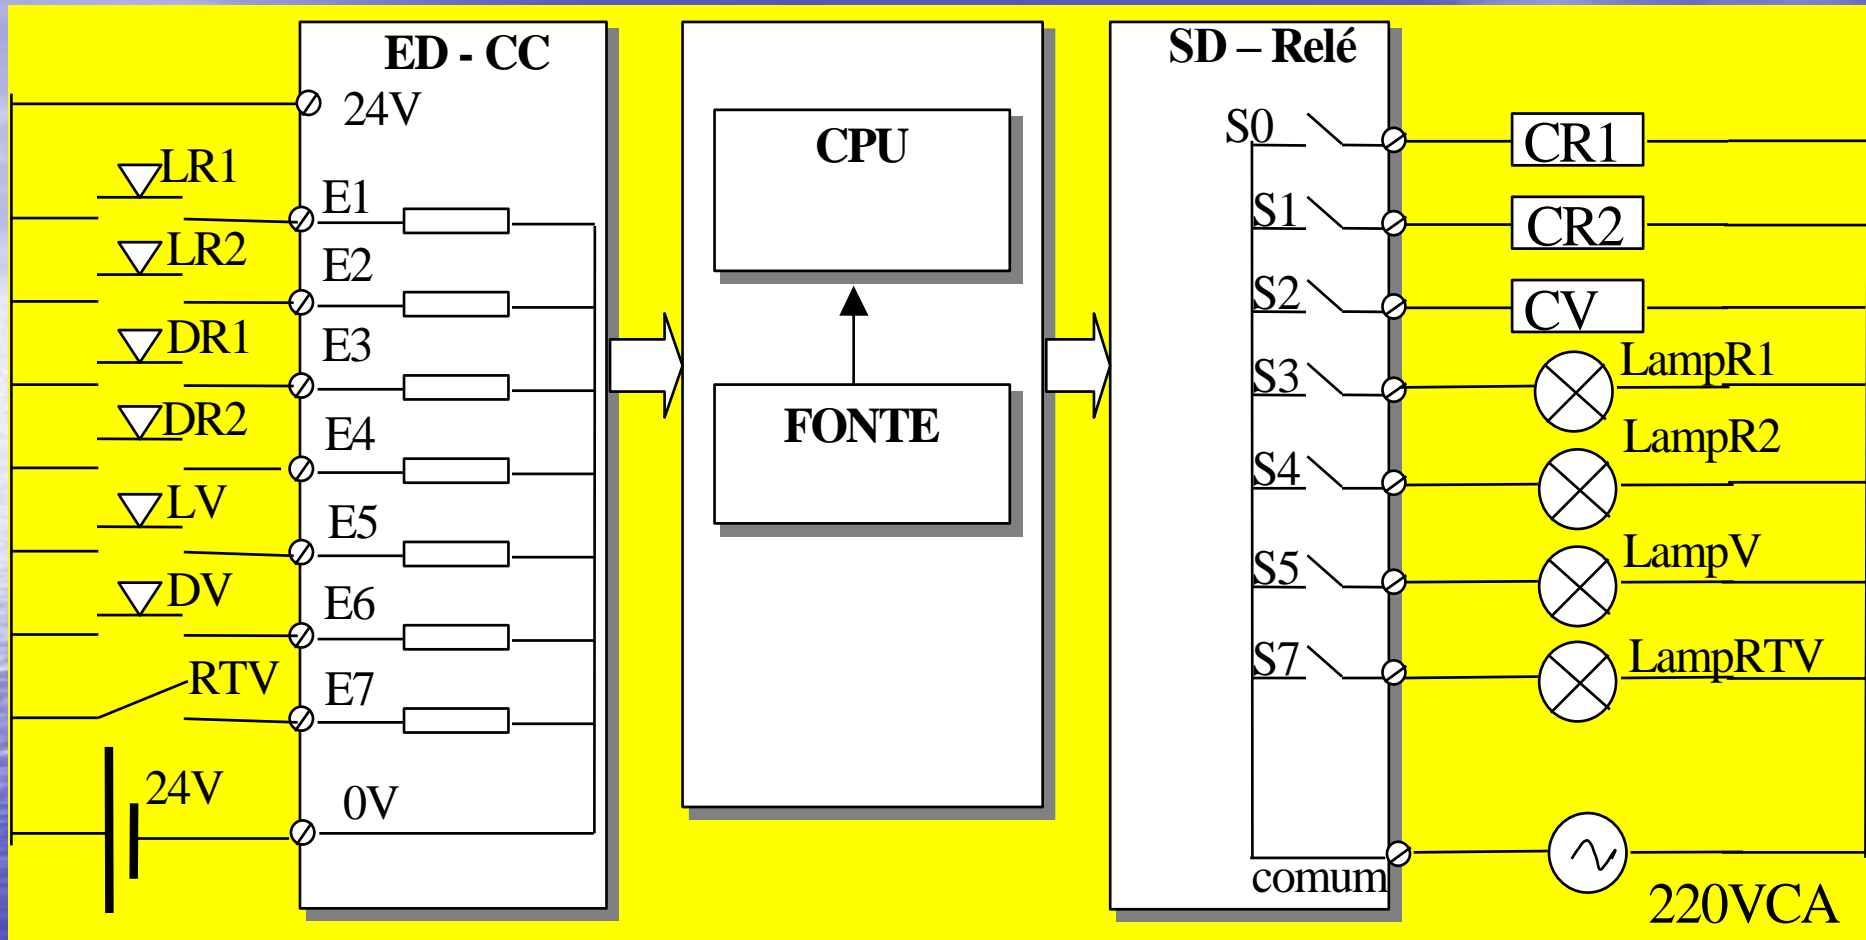 ED - CC
24V
LR1
E1
LR2
E2
DR1
E3
DR2
E4
LV
E5
DV
E6
RTV
E7
24V
0V
CPU
FONTE
SD – Relé
S0
CR1
S1
CR2
S2
CV
S3
LampR1
S4
LampR2
S5
LampV
S7
LampRTV
comum
220VCA